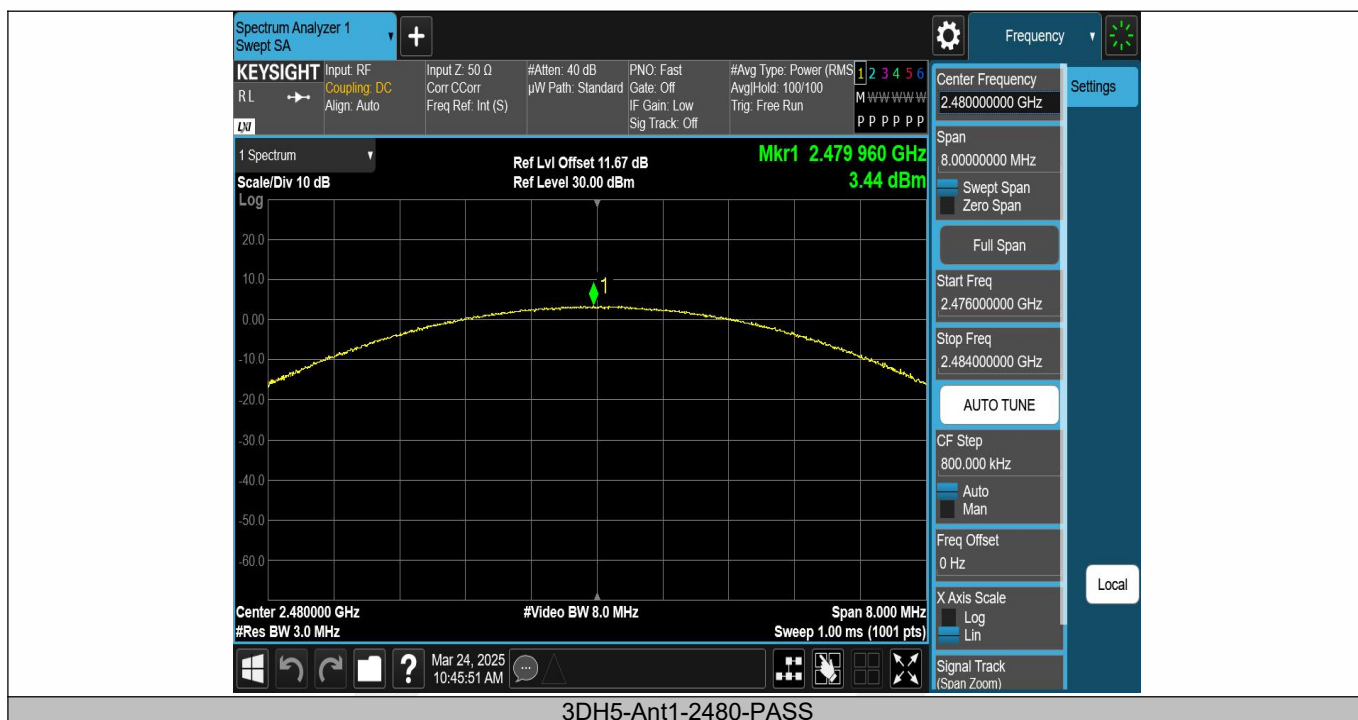 Spectrum Analyzer 1
Swept SA
+
Frequency
KEYSIGHT
RL
LXI
Input: RF
Coupling: DC
Align: Auto
Input Z: 50 Ω
Corr CCorr
Freq Ref: Int (S)
#Atten: 40 dB
µW Path: Standard
PNO: Fast
Gate: Off
IF Gain: Low
Sig Track: Off
#Avg Type: Power (RMS
Avg|Hold: 100/100
Trig: Free Run
1 2 3 4 5 6
M W W W W W
P P P P P P
1 Spectrum
Scale/Div 10 dB
Log
Ref Lvl Offset 11.67 dB
Ref Level 30.00 dBm
Mkr1 2.479 960 GHz
3.44 dBm
20.0
10.0
0.00
-10.0
-20.0
-30.0
-40.0
-50.0
-60.0
1
Center 2.480000 GHz
#Res BW 3.0 MHz
#Video BW 8.0 MHz
Span 8.000 MHz
Sweep 1.00 ms (1001 pts)
Center Frequency
2.480000000 GHz
Settings
Span
8.00000000 MHz
Swept Span
Zero Span
Full Span
Start Freq
2.476000000 GHz
Stop Freq
2.484000000 GHz
AUTO TUNE
CF Step
800.000 kHz
Auto
Man
Freq Offset
0 Hz
X Axis Scale
Log
Lin
Local
Signal Track
(Span Zoom)
?
Mar 24, 2025
10:45:51 AM
3DH5-Ant1-2480-PASS